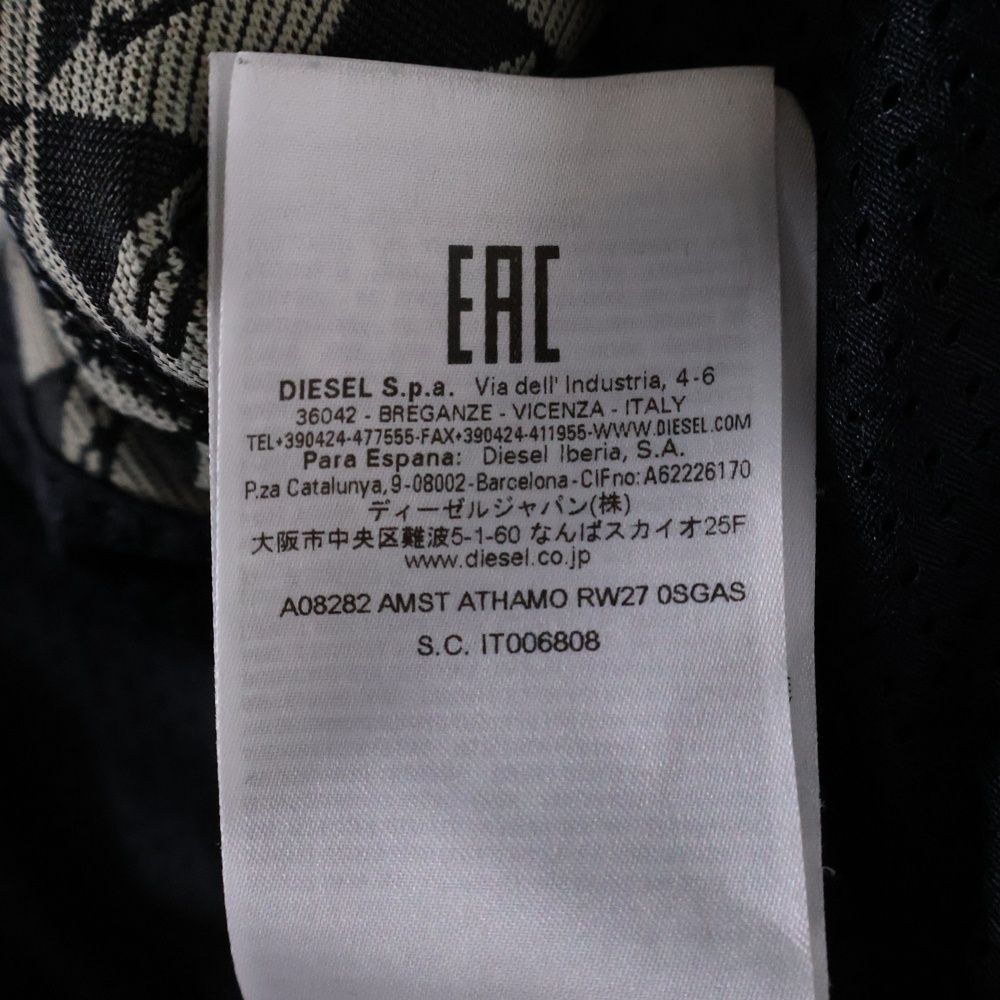 EAC
DIESEL S.p.a. Via dell' Industria, 4-6
36042 - BREGANZE - VICENZA - ITALY
TEL+390424-477555-FAX+390424-411955-WWW.DIESEL.COM
Para Espana: Diesel Iberia, S.A.
P.za Catalunya, 9-08002-Barcelona-CIFno:A62226170
ディーゼルジャパン(株)
大阪市中央区難波5-1-60 なんばスカイオ25F
www.diesel.co.jp
A08282 AMST ATHAMO RW27 0SGAS
S.C. IT006808